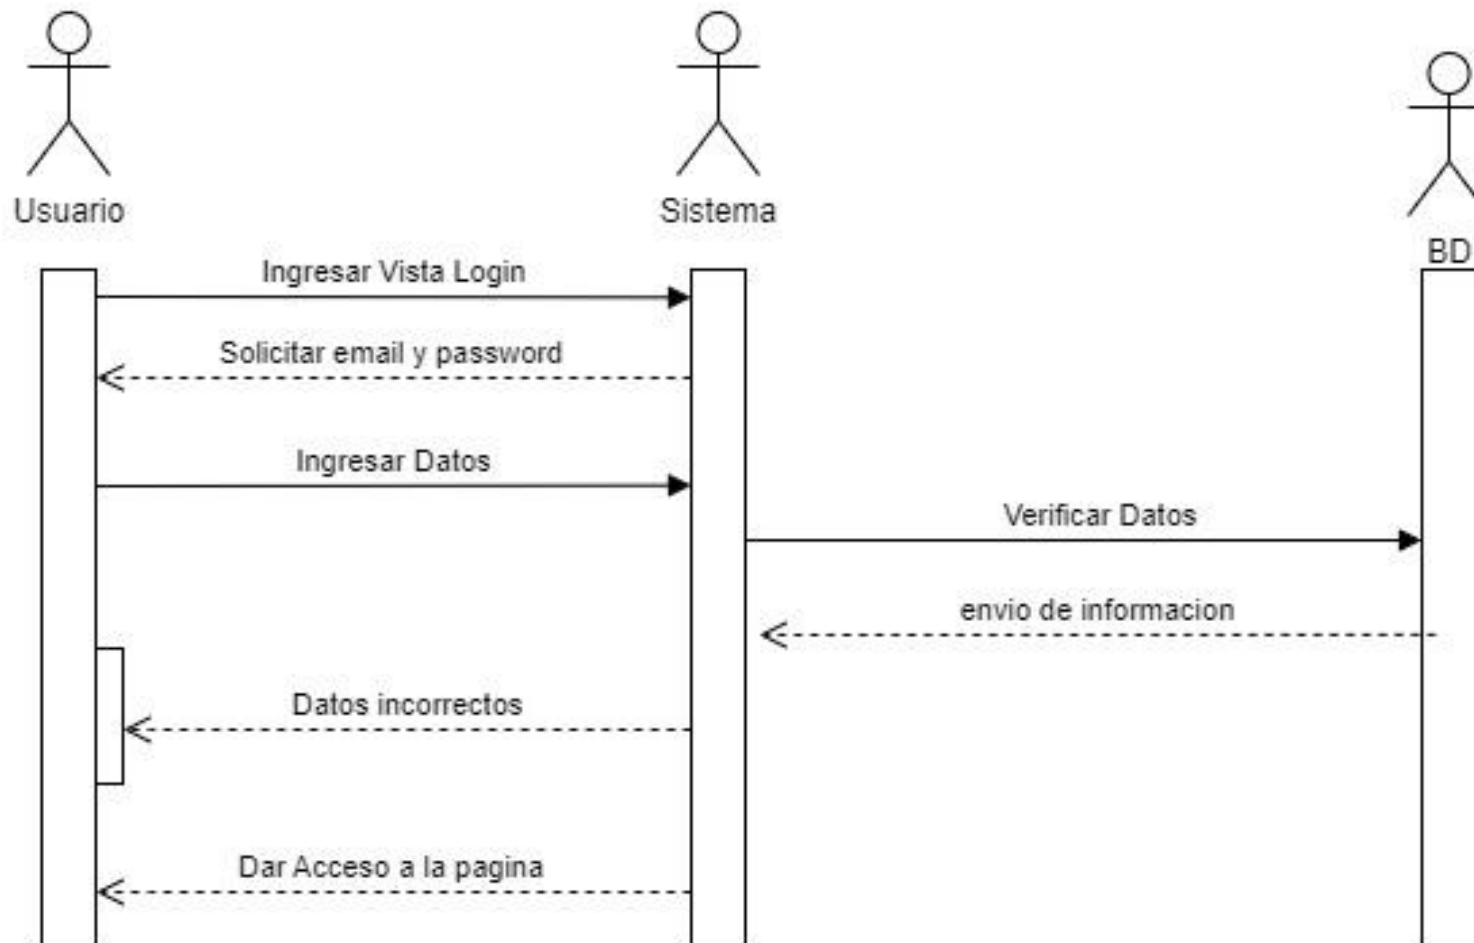 Usuario
Sistema
BD
Ingresar Vista Login
Solicitar email y password
Ingresar Datos
Verificar Datos
envio de informacion
Datos incorrectos
Dar Acceso a la pagina